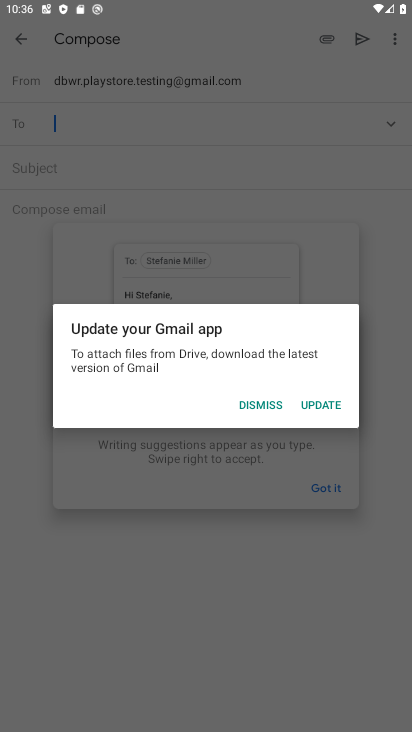 10:36
Compose
From dbwr.playstore.testing@gmail.com
To
Subject
Compose email
To: Stefanie Miller
Hi Stefanie,
Update your Gmail app
To attach files from Drive, download the latest
version of Gmail
DISMISS UPDATE
Writing suggestions appear as you type.
Swipe right to accept.
Got it